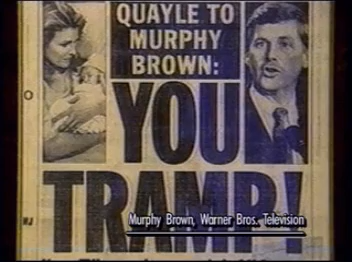 QUAYLE TO
MURPHY
BROWN:
YOU
TRAMP!
Murphy Brown, Warner Bros. Television